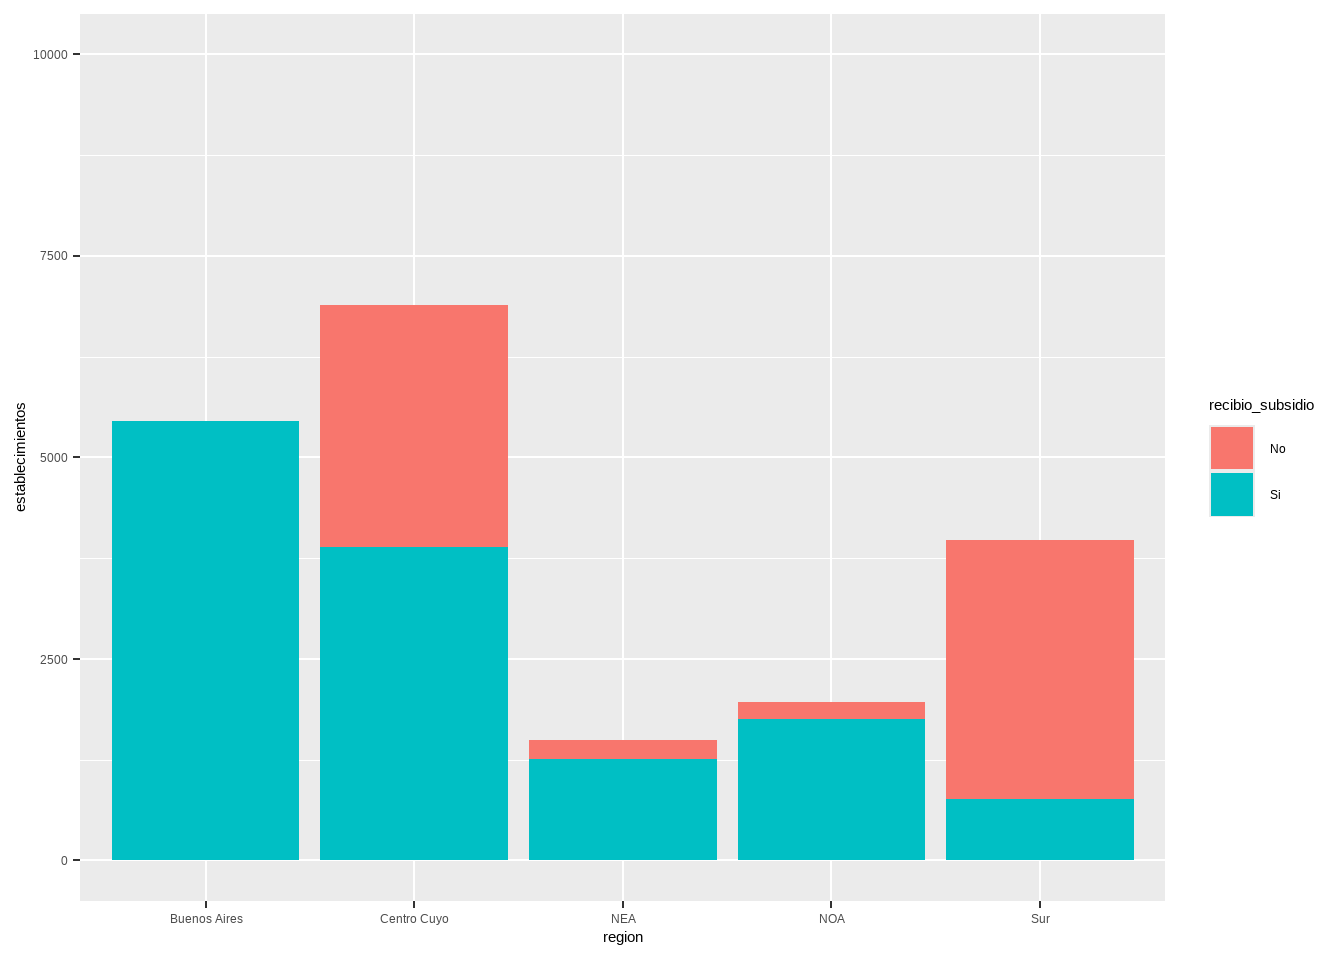 10000
7500
5000
2500
0
establecimientos
Buenos Aires
Centro Cuyo
NEA
NOA
Sur
region
recibio_subsidio
No
Si